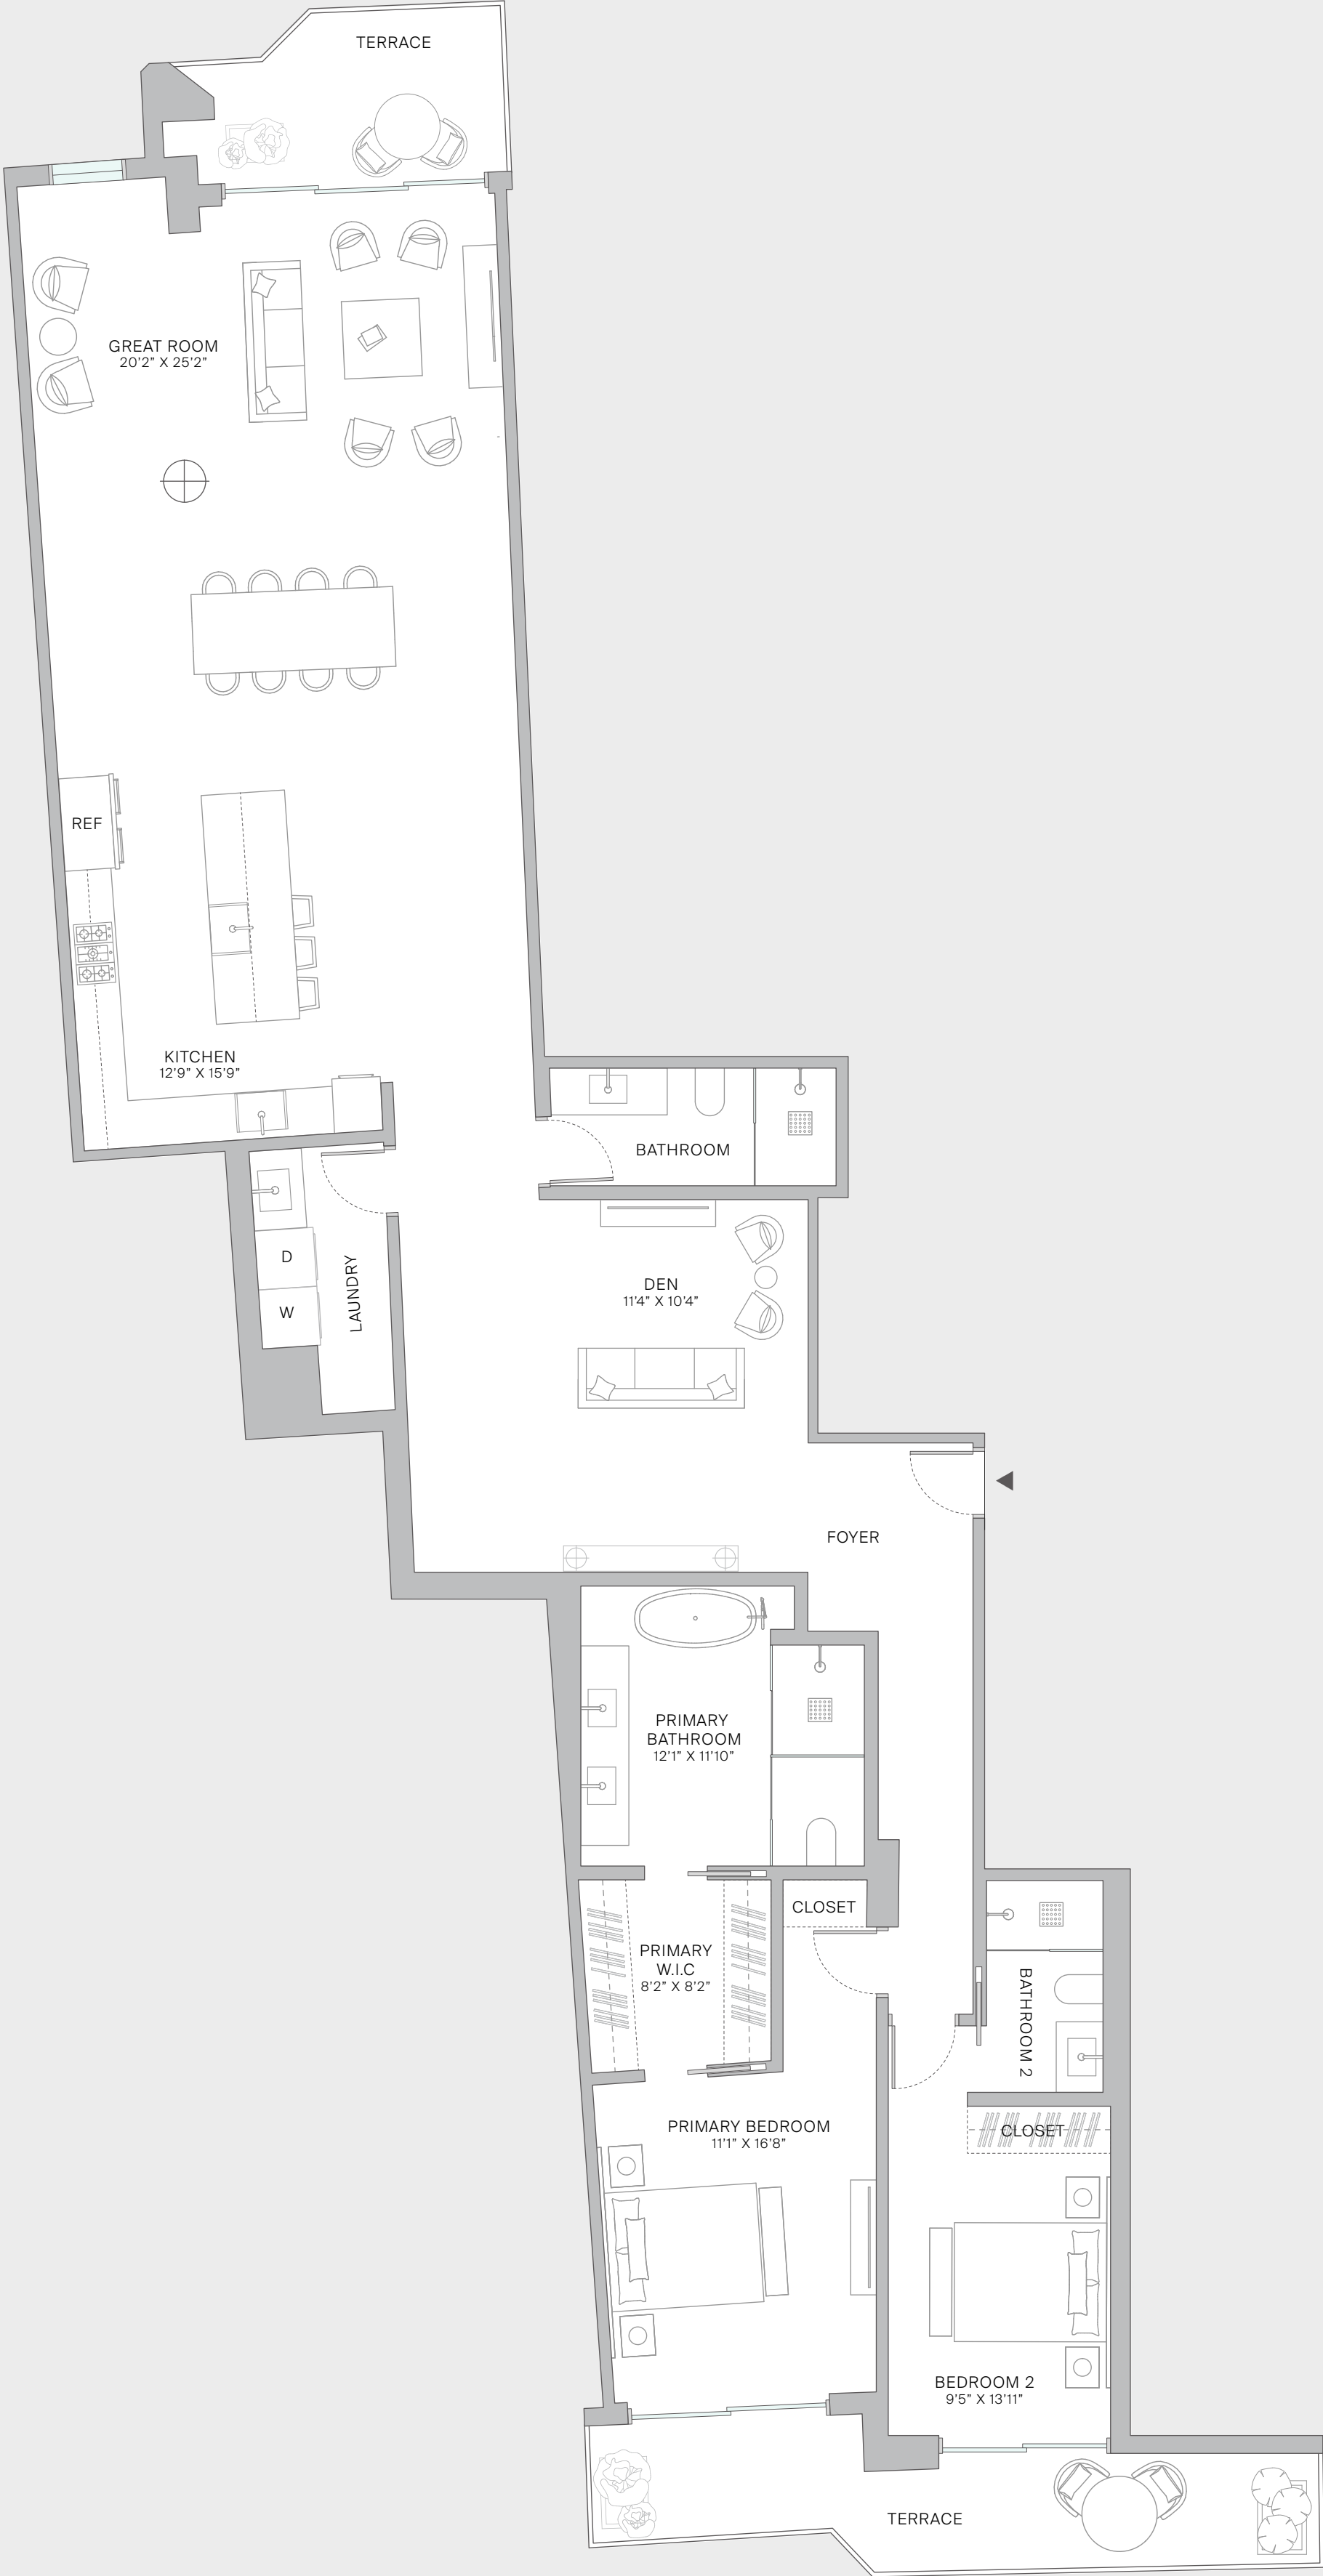 TERRACE
GREAT ROOM
20’2” X 25’2”
REF
KITCHEN
12’9” X 15’9”
BATHROOM
D
W
LAUNDRY
DEN
11’4” X 10’4”
FOYER
PRIMARY
BATHROOM
12’1” X 11’10”
CLOSET
PRIMARY
W.I.C
8’2” X 8’2”
BATHROOM 2
PRIMARY BEDROOM
11’1” X 16’8”
CLOSET
BEDROOM 2
9’5” X 13’11”
TERRACE